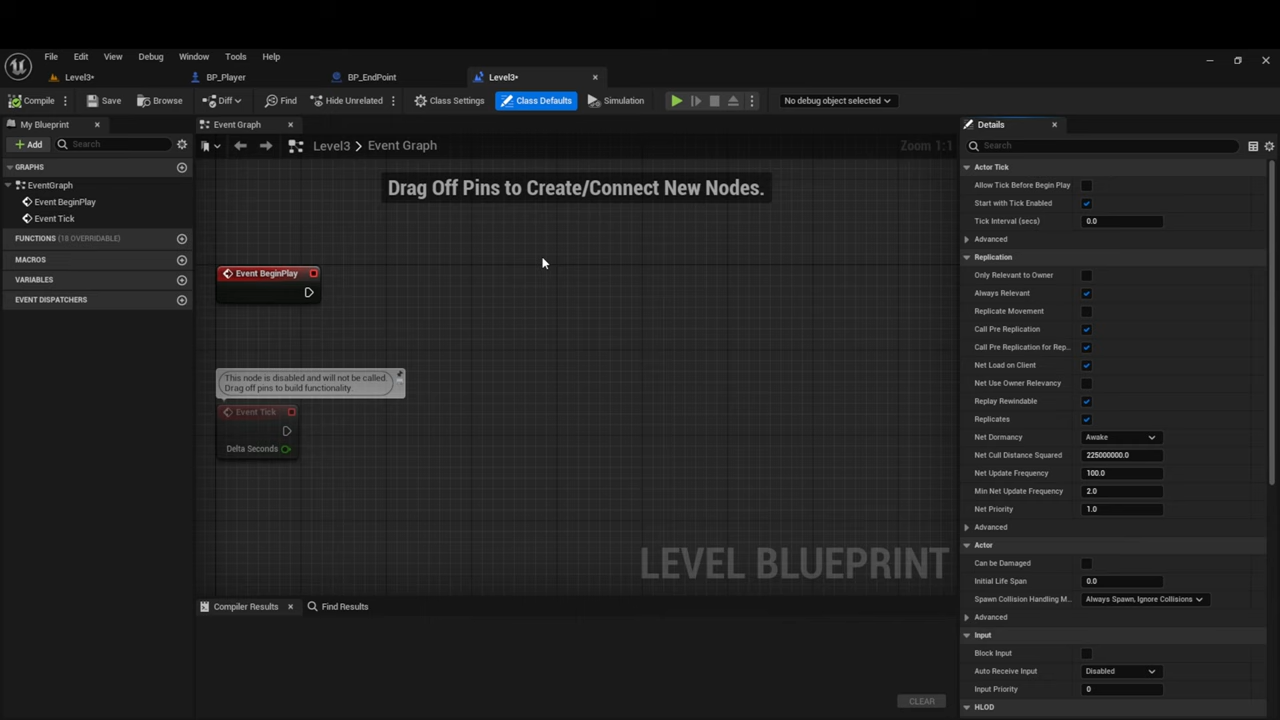 File Edit View Window Debug Tools Help
Level3* BP_Player BP_EndPoint Level3*
Compile Save Browse Diff Find Hide Unrelated Class Settings Class Defaults Simulation No debug object selected
My Blueprint Event Graph Details
Add Search Level3 > Event Graph Zoom 1:1 Search
GRAPHS
EventGraph
Event BeginPlay
Event Tick
FUNCTIONS (18 OVERRIDABLE)
MACROS
VARIABLES
EVENT DISPATCHERS
Drag Off Pins to Create/Connect New Nodes.
Event BeginPlay
This node is disabled and will not be called.
Drag off pins to build functionality.
Event Tick
Delta Seconds
LEVEL BLUEPRINT
Compiler Results Find Results
CLEAR
Actor Tick
Allow Tick Before Begin Play
Start with Tick Enabled
Tick Interval (secs) 0.0
Advanced
Replication
Only Relevant to Owner
Always Relevant
Replicate Movement
Call Pre Replication
Call Pre Replication for Rep..
Net Load on Client
Net Use Owner Relevancy
Replay Rewindable
Replicates
Net Dormancy Awake
Net Cull Distance Squared 225000000.0
Net Update Frequency 100.0
Min Net Update Frequency 2.0
Net Priority 1.0
Advanced
Actor
Can be Damaged
Initial Life Span 0.0
Spawn Collision Handling M.. Always Spawn, Ignore Collisions
Advanced
Input
Block Input
Auto Receive Input Disabled
Input Priority 0
HLOD